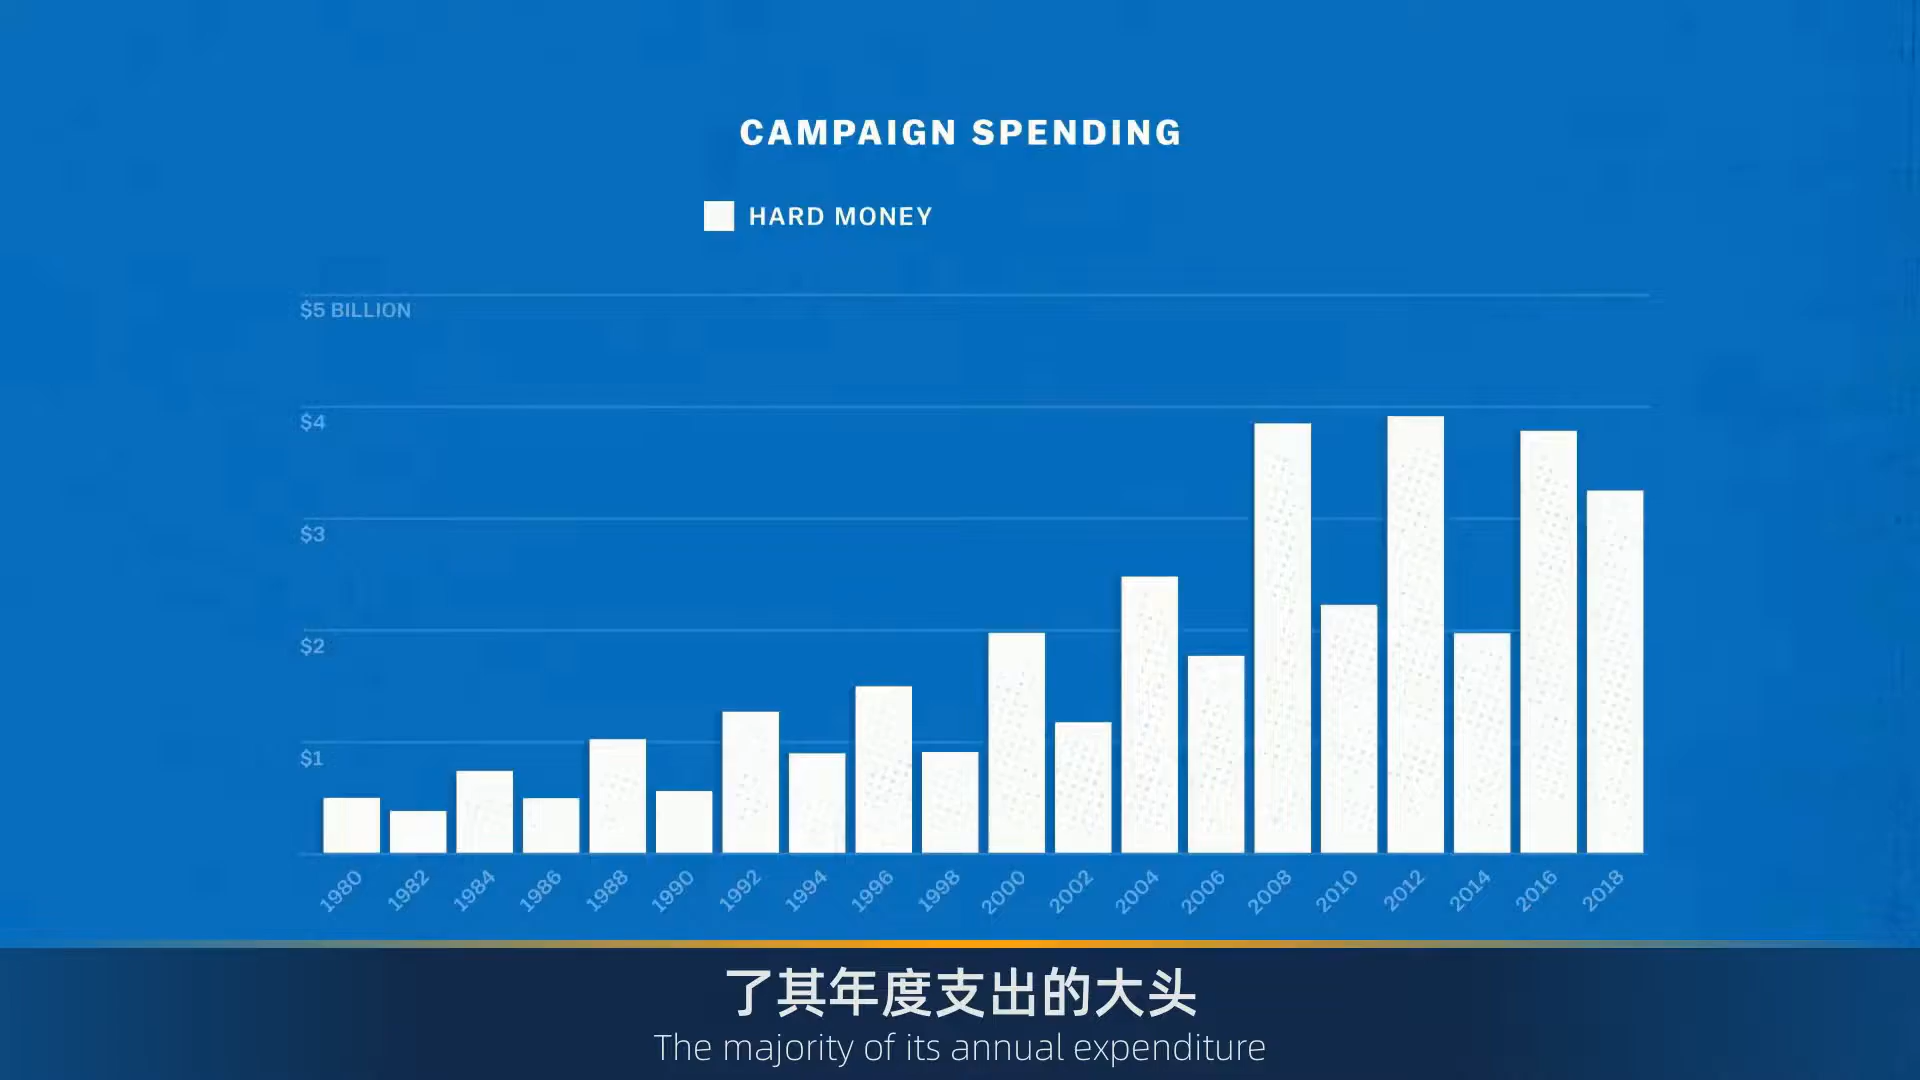 CAMPAIGN SPENDING
HARD MONEY
$5 BILLION
$4
$3
$2
$1
1980 1982 1984 1986 1988 1990 1992 1994 1996 1998 2000 2002 2004 2006 2008 2010 2012 2014 2016 2018
了其年度支出的大头
The majority of its annual expenditure